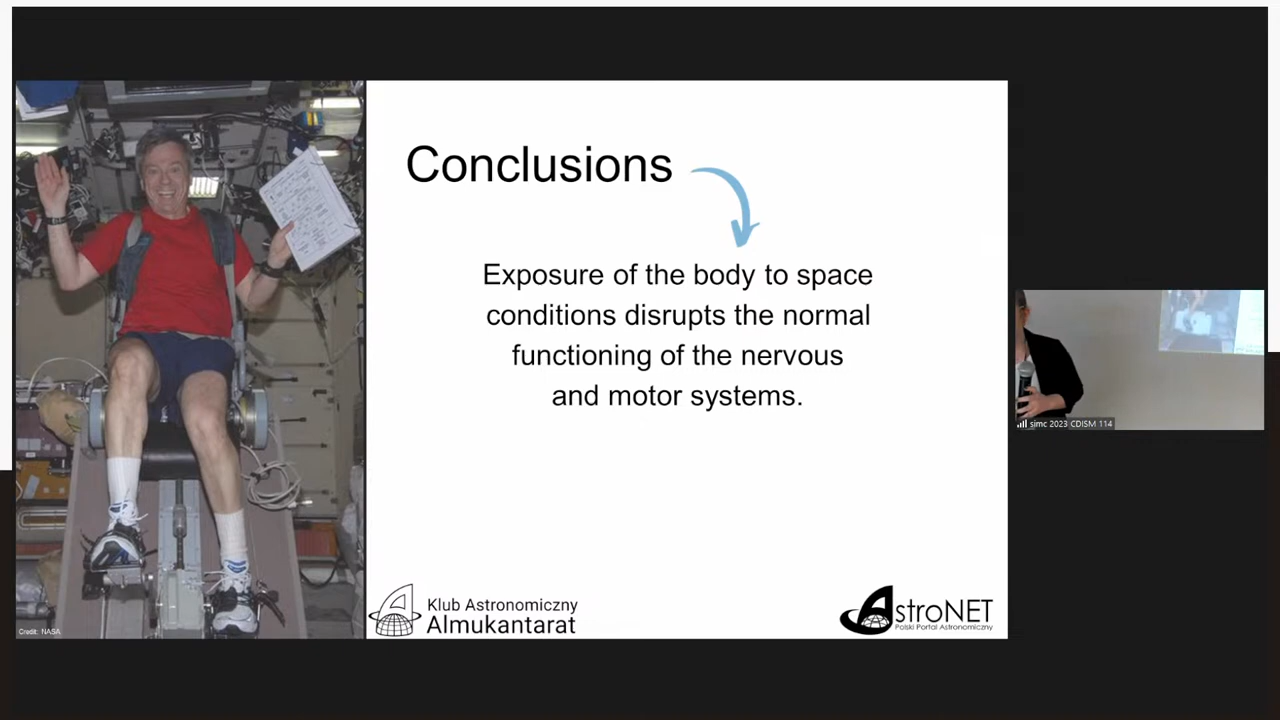 Conclusions
Exposure of the body to space
conditions disrupts the normal
functioning of the nervous
and motor systems.
Credit: NASA
Klub Astronomiczny
Almukantarat
AstroNET
Polski Portal Astronomiczny
simc 2023 CDISM 114